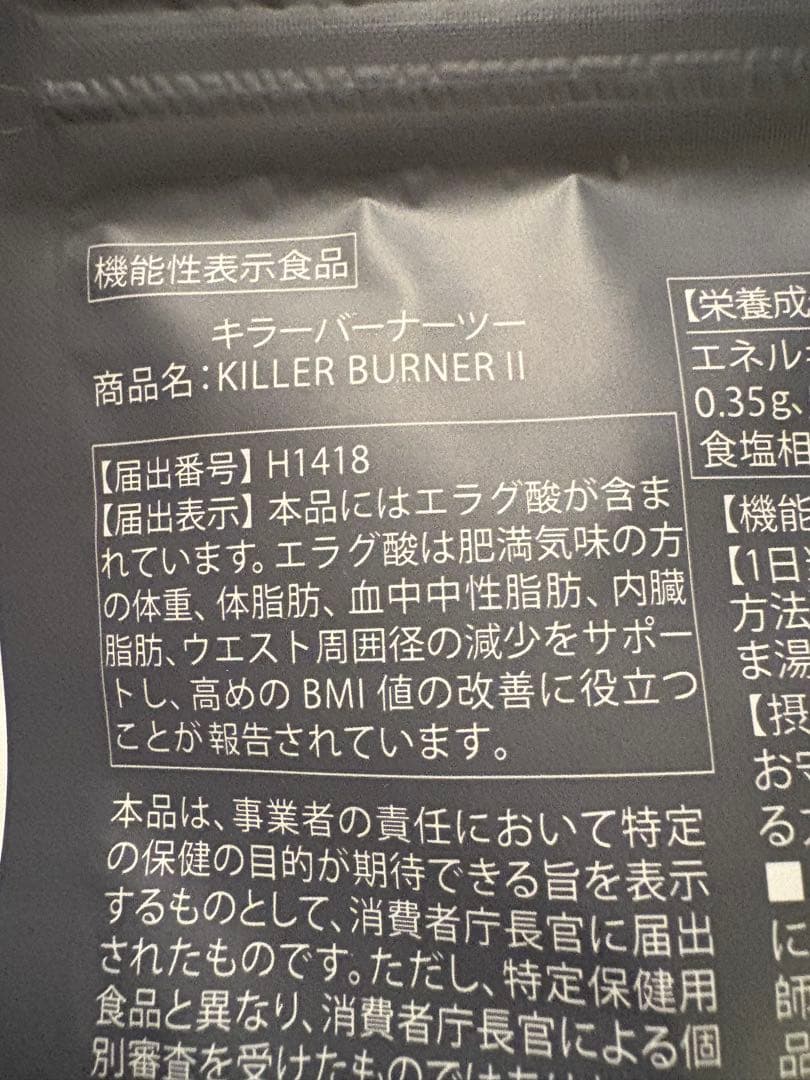 機能性表示食品
キラーバーナーツー
商品名:KILLER BURNER II
【届出番号】H1418
【届出表示】本品にはエラグ酸が含ま
れています。エラグ酸は肥満気味の方
の体重、体脂肪、血中中性脂肪、内臓
脂肪、ウエスト周囲径の減少をサポー
トし、高めのBMI値の改善に役立つ
ことが報告されています。
本品は、事業者の責任において特定
の保健の目的が期待できる旨を表示
するものとして、消費者庁長官に届出
されたものです。ただし、特定保健用
食品と異なり、消費者庁長官による個
別審査を受けたものでは
【栄養成
エネル
0.35g、
食塩相
【機能
【1日
方法
ま湯
【摂
お
る
■
に
師
品